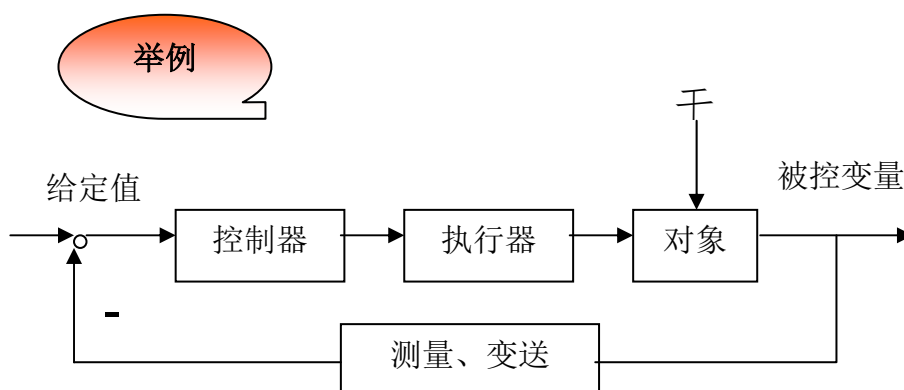 举例
干
给定值
被控变量
控制器
执行器
对象
-
测量、变送